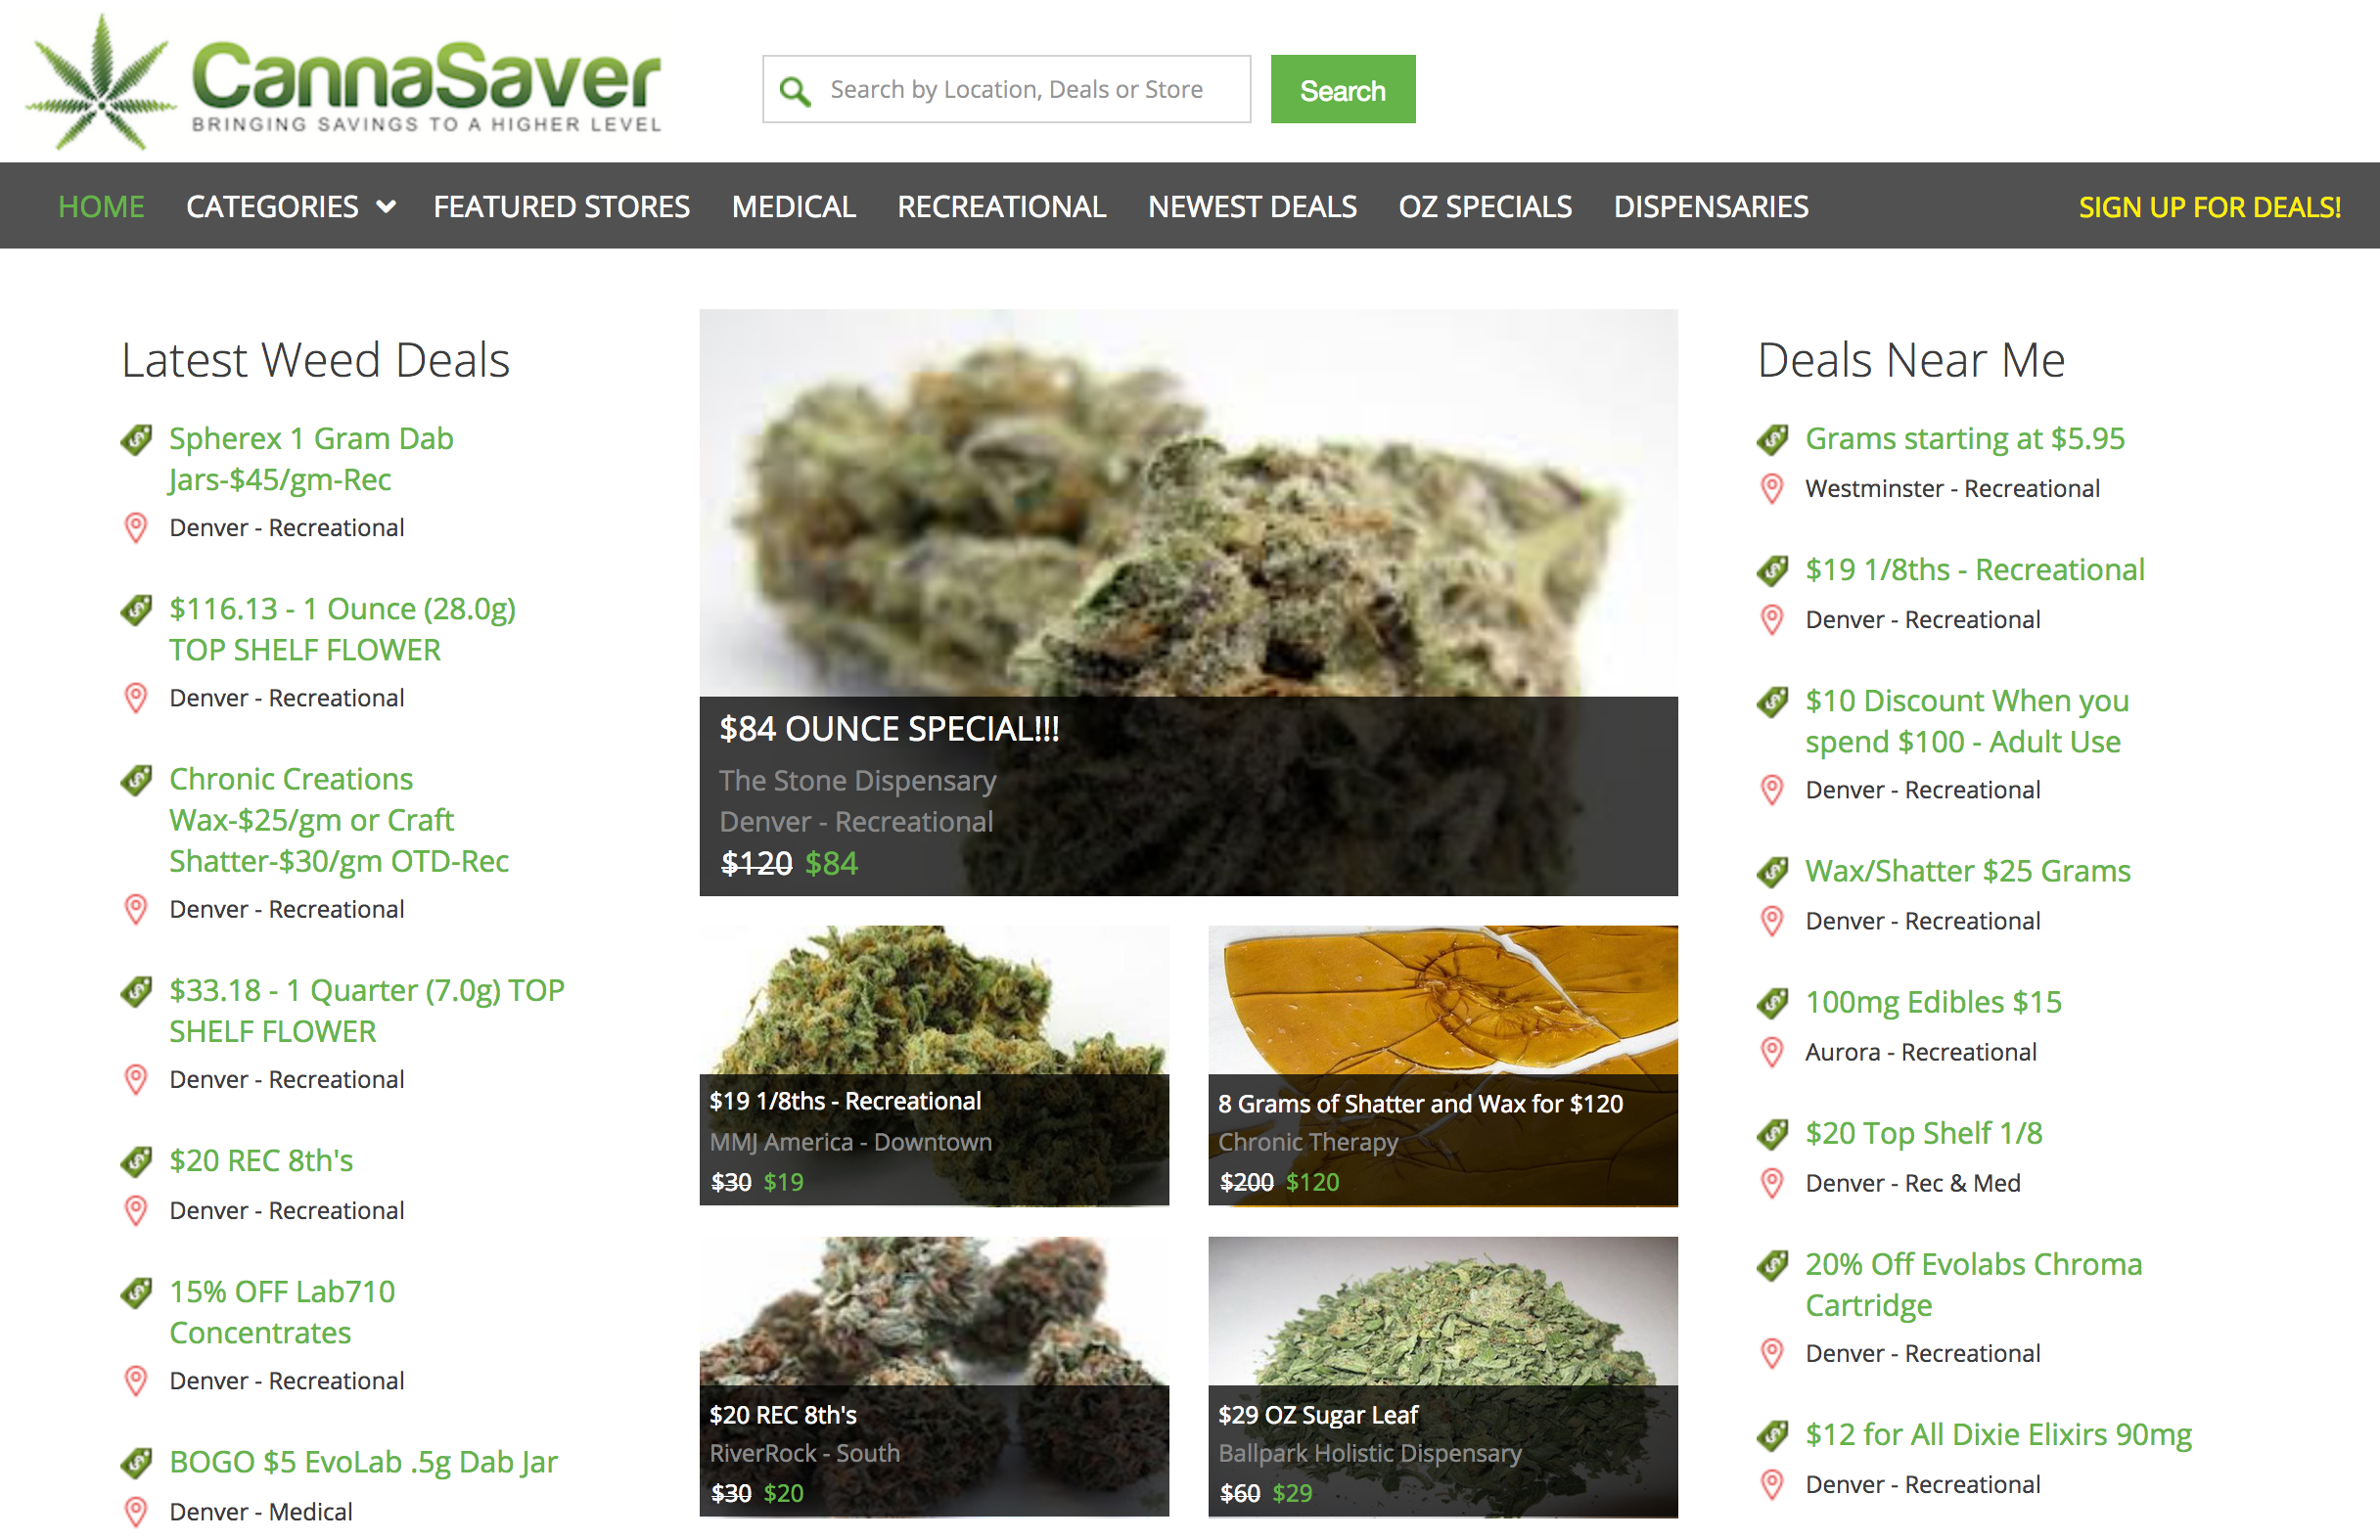 CannaSaver
BRINGING SAVINGS TO A HIGHER LEVEL
Search by Location, Deals or Store
Search
HOME
CATEGORIES
FEATURED STORES
MEDICAL
RECREATIONAL
NEWEST DEALS
OZ SPECIALS
DISPENSARIES
SIGN UP FOR DEALS!
Latest Weed Deals
Spherex 1 Gram Dab
Jars-$45/gm-Rec
Denver - Recreational
$116.13 - 1 Ounce (28.0g)
TOP SHELF FLOWER
Denver - Recreational
Chronic Creations
Wax-$25/gm or Craft
Shatter-$30/gm OTD-Rec
Denver - Recreational
$33.18 - 1 Quarter (7.0g) TOP
SHELF FLOWER
Denver - Recreational
$20 REC 8th's
Denver - Recreational
15% OFF Lab710
Concentrates
Denver - Recreational
BOGO $5 EvoLab .5g Dab Jar
Denver - Medical
$84 OUNCE SPECIAL!!!
The Stone Dispensary
Denver - Recreational
$120 $84
$19 1/8ths - Recreational
MMJ America - Downtown
$30 $19
8 Grams of Shatter and Wax for $120
Chronic Therapy
$200 $120
$20 REC 8th's
RiverRock - South
$30 $20
$29 OZ Sugar Leaf
Ballpark Holistic Dispensary
$60 $29
Deals Near Me
Grams starting at $5.95
Westminster - Recreational
$19 1/8ths - Recreational
Denver - Recreational
$10 Discount When you
spend $100 - Adult Use
Denver - Recreational
Wax/Shatter $25 Grams
Denver - Recreational
100mg Edibles $15
Aurora - Recreational
$20 Top Shelf 1/8
Denver - Rec & Med
20% Off Evolabs Chroma
Cartridge
Denver - Recreational
$12 for All Dixie Elixirs 90mg
Denver - Recreational